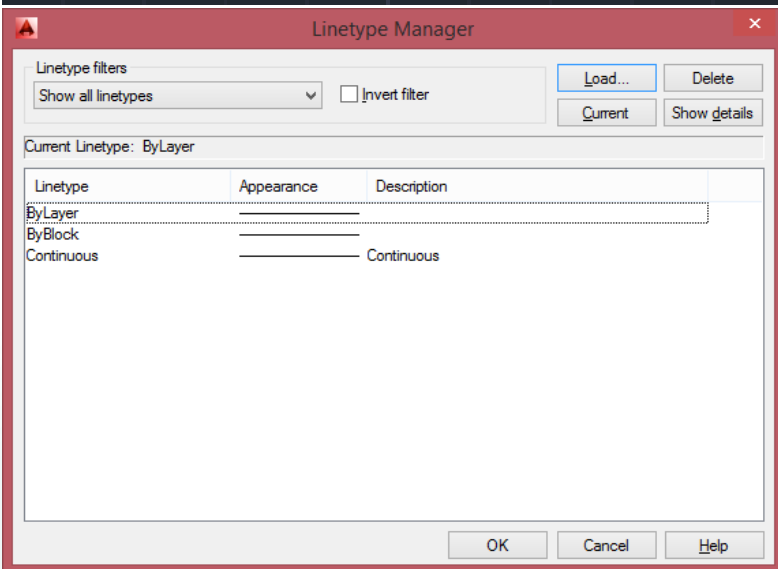 Linetype Manager
Linetype filters
Show all linetypes
Invert filter
Load...
Delete
Current
Show details
Current Linetype: ByLayer
Linetype Appearance Description
ByLayer
ByBlock
Continuous Continuous
OK Cancel Help